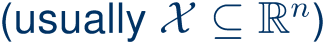 (usually 𝒳 ⊆ ℝⁿ)